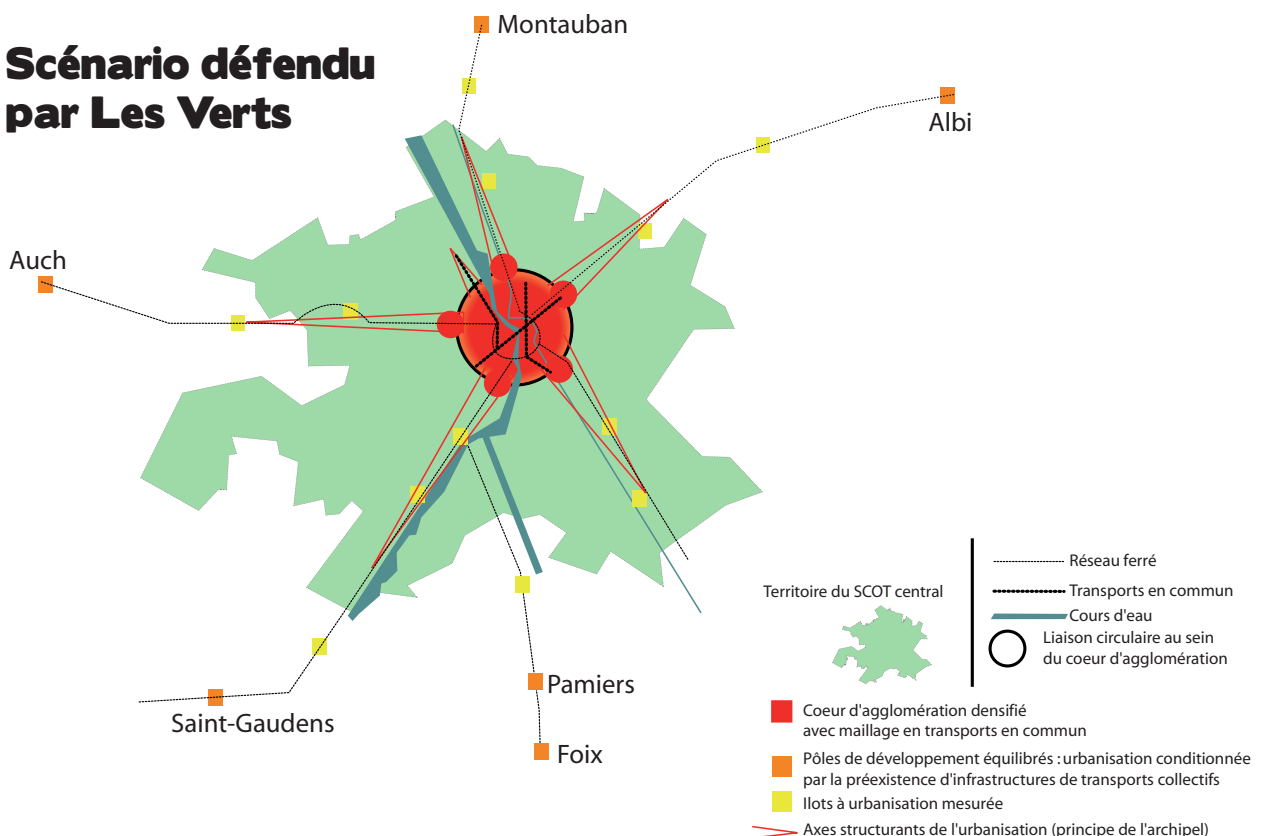 Scénario défendu
par Les Verts
Montauban
Albi
Auch
Saint-Gaudens
Pamiers
Foix
Territoire du SCOT central
Réseau ferré
Transports en commun
Cours d'eau
Liaison circulaire au sein
du coeur d'agglomération
Coeur d'agglomération densifié
avec maillage en transports en commun
Pôles de développement équilibrés : urbanisation conditionnée
par la préexistence d'infrastructures de transports collectifs
Ilots à urbanisation mesurée
Axes structurants de l'urbanisation (principe de l'archipel)